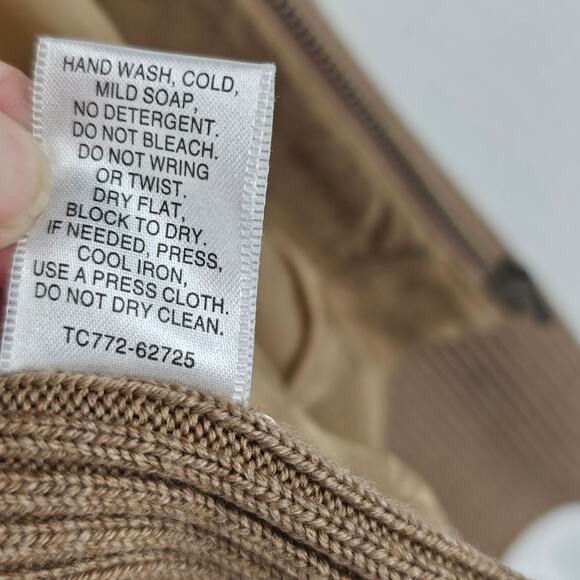 HAND WASH, COLD,
MILD SOAP,
NO DETERGENT.
DO NOT BLEACH.
DO NOT WRING
OR TWIST.
DRY FLAT,
BLOCK TO DRY.
IF NEEDED, PRESS,
COOL IRON,
USE A PRESS CLOTH.
DO NOT DRY CLEAN.
TC772-62725